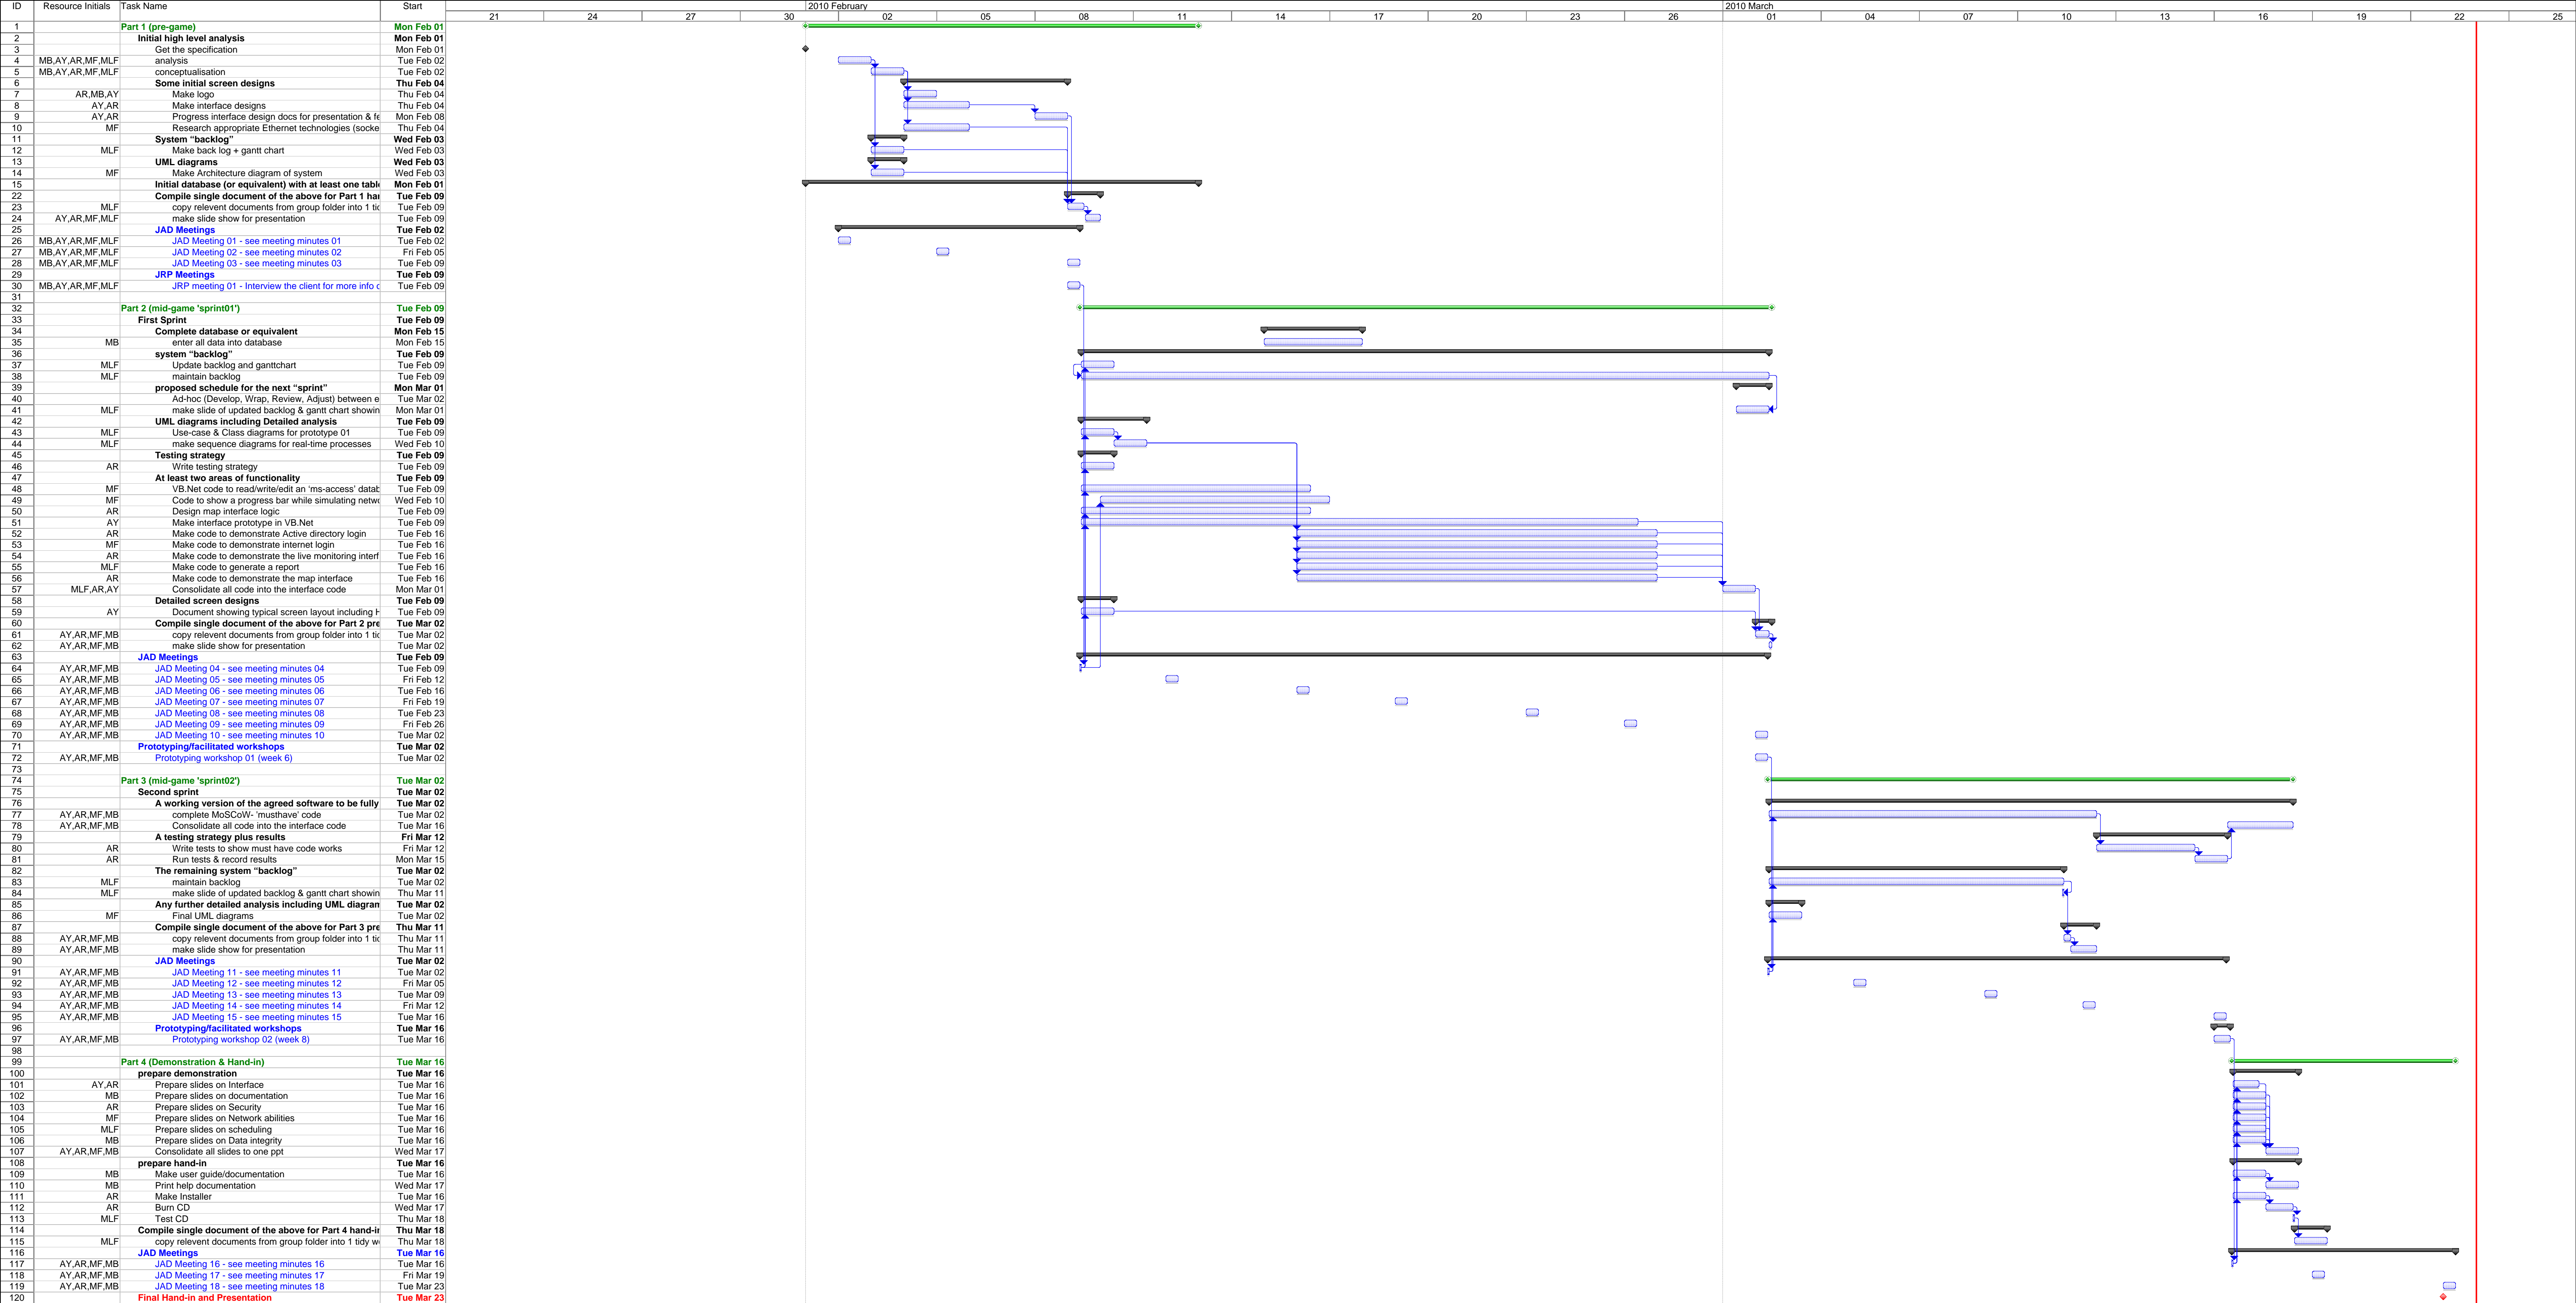 ID Resource Initials Task Name Start 2010 February 2010 March
21 24 27 30 02 05 08 11 14 17 20 23 26 01 04 07 10 13 16 19 22 25
1 Part 1 (pre-game) Mon Feb 01
2 Initial high level analysis Mon Feb 01
3 Get the specification Mon Feb 01
4 MB,AY,AR,MF,MLF analysis Tue Feb 02
5 MB,AY,AR,MF,MLF conceptualisation Tue Feb 02
6 Some initial screen designs Thu Feb 04
7 AR,MB,AY Make logo Thu Feb 04
8 AY,AR Make interface designs Thu Feb 04
9 AY,AR Progress interface design docs for presentation & fe Mon Feb 08
10 MF Research appropriate Ethernet technologies (socke Thu Feb 04
11 System “backlog” Wed Feb 03
12 MLF Make back log + gantt chart Wed Feb 03
13 UML diagrams Wed Feb 03
14 MF Make Architecture diagram of system Wed Feb 03
15 Initial database (or equivalent) with at least one table Mon Feb 01
22 Compile single document of the above for Part 1 han Tue Feb 09
23 MLF copy relevent documents from group folder into 1 tid Tue Feb 09
24 AY,AR,MF,MLF make slide show for presentation Tue Feb 09
25 JAD Meetings Tue Feb 02
26 MB,AY,AR,MF,MLF JAD Meeting 01 - see meeting minutes 01 Tue Feb 02
27 MB,AY,AR,MF,MLF JAD Meeting 02 - see meeting minutes 02 Fri Feb 05
28 MB,AY,AR,MF,MLF JAD Meeting 03 - see meeting minutes 03 Tue Feb 09
29 JRP Meetings Tue Feb 09
30 MB,AY,AR,MF,MLF JRP meeting 01 - Interview the client for more info o Tue Feb 09
31
32 Part 2 (mid-game 'sprint01') Tue Feb 09
33 First Sprint Tue Feb 09
34 Complete database or equivalent Mon Feb 15
35 MB enter all data into database Mon Feb 15
36 system “backlog” Tue Feb 09
37 MLF Update backlog and ganttchart Tue Feb 09
38 MLF maintain backlog Tue Feb 09
39 proposed schedule for the next “sprint” Mon Mar 01
40 Ad-hoc (Develop, Wrap, Review, Adjust) between e Tue Mar 02
41 MLF make slide of updated backlog & gantt chart showin Mon Mar 01
42 UML diagrams including Detailed analysis Tue Feb 09
43 MLF Use-case & Class diagrams for prototype 01 Tue Feb 09
44 MLF make sequence diagrams for real-time processes Wed Feb 10
45 Testing strategy Tue Feb 09
46 AR Write testing strategy Tue Feb 09
47 At least two areas of functionality Tue Feb 09
48 MF VB.Net code to read/write/edit an ‘ms-access’ datab Tue Feb 09
49 MF Code to show a progress bar while simulating netwo Wed Feb 10
50 AR Design map interface logic Tue Feb 09
51 AY Make interface prototype in VB.Net Tue Feb 09
52 AR Make code to demonstrate Active directory login Tue Feb 16
53 MF Make code to demonstrate internet login Tue Feb 16
54 AR Make code to demonstrate the live monitoring interf Tue Feb 16
55 MLF Make code to generate a report Tue Feb 16
56 AR Make code to demonstrate the map interface Tue Feb 16
57 MLF,AR,AY Consolidate all code into the interface code Mon Mar 01
58 Detailed screen designs Tue Feb 09
59 AY Document showing typical screen layout including H Tue Feb 09
60 Compile single document of the above for Part 2 pre Tue Mar 02
61 AY,AR,MF,MB copy relevent documents from group folder into 1 tid Tue Mar 02
62 AY,AR,MF,MB make slide show for presentation Tue Mar 02
63 JAD Meetings Tue Feb 09
64 AY,AR,MF,MB JAD Meeting 04 - see meeting minutes 04 Tue Feb 09
65 AY,AR,MF,MB JAD Meeting 05 - see meeting minutes 05 Fri Feb 12
66 AY,AR,MF,MB JAD Meeting 06 - see meeting minutes 06 Tue Feb 16
67 AY,AR,MF,MB JAD Meeting 07 - see meeting minutes 07 Fri Feb 19
68 AY,AR,MF,MB JAD Meeting 08 - see meeting minutes 08 Tue Feb 23
69 AY,AR,MF,MB JAD Meeting 09 - see meeting minutes 09 Fri Feb 26
70 AY,AR,MF,MB JAD Meeting 10 - see meeting minutes 10 Tue Mar 02
71 Prototyping/facilitated workshops Tue Mar 02
72 AY,AR,MF,MB Prototyping workshop 01 (week 6) Tue Mar 02
73
74 Part 3 (mid-game 'sprint02') Tue Mar 02
75 Second sprint Tue Mar 02
76 A working version of the agreed software to be fully Tue Mar 02
77 AY,AR,MF,MB complete MoSCoW- ‘musthave’ code Tue Mar 02
78 AY,AR,MF,MB Consolidate all code into the interface code Tue Mar 16
79 A testing strategy plus results Fri Mar 12
80 AR Write tests to show must have code works Fri Mar 12
81 AR Run tests & record results Mon Mar 15
82 The remaining system “backlog” Tue Mar 02
83 MLF maintain backlog Tue Mar 02
84 MLF make slide of updated backlog & gantt chart showin Thu Mar 11
85 Any further detailed analysis including UML diagram Tue Mar 02
86 MF Final UML diagrams Tue Mar 02
87 Compile single document of the above for Part 3 pre Thu Mar 11
88 AY,AR,MF,MB copy relevent documents from group folder into 1 tid Thu Mar 11
89 AY,AR,MF,MB make slide show for presentation Thu Mar 11
90 JAD Meetings Tue Mar 02
91 AY,AR,MF,MB JAD Meeting 11 - see meeting minutes 11 Tue Mar 02
92 AY,AR,MF,MB JAD Meeting 12 - see meeting minutes 12 Fri Mar 05
93 AY,AR,MF,MB JAD Meeting 13 - see meeting minutes 13 Tue Mar 09
94 AY,AR,MF,MB JAD Meeting 14 - see meeting minutes 14 Fri Mar 12
95 AY,AR,MF,MB JAD Meeting 15 - see meeting minutes 15 Tue Mar 16
96 Prototyping/facilitated workshops Tue Mar 16
97 AY,AR,MF,MB Prototyping workshop 02 (week 8) Tue Mar 16
98
99 Part 4 (Demonstration & Hand-in) Tue Mar 16
100 prepare demonstration Tue Mar 16
101 AY,AR Prepare slides on Interface Tue Mar 16
102 MB Prepare slides on documentation Tue Mar 16
103 AR Prepare slides on Security Tue Mar 16
104 MF Prepare slides on Network abilities Tue Mar 16
105 MLF Prepare slides on scheduling Tue Mar 16
106 MB Prepare slides on Data integrity Tue Mar 16
107 AY,AR,MF,MB Consolidate all slides to one ppt Wed Mar 17
108 prepare hand-in Tue Mar 16
109 MB Make user guide/documentation Tue Mar 16
110 MB Print help documentation Wed Mar 17
111 AR Make Installer Tue Mar 16
112 AR Burn CD Wed Mar 17
113 MLF Test CD Thu Mar 18
114 Compile single document of the above for Part 4 hand-in Thu Mar 18
115 MLF copy relevent documents from group folder into 1 tidy wo Thu Mar 18
116 JAD Meetings Tue Mar 16
117 AY,AR,MF,MB JAD Meeting 16 - see meeting minutes 16 Tue Mar 16
118 AY,AR,MF,MB JAD Meeting 17 - see meeting minutes 17 Fri Mar 19
119 AY,AR,MF,MB JAD Meeting 18 - see meeting minutes 18 Tue Mar 23
120 Final Hand-in and Presentation Tue Mar 23